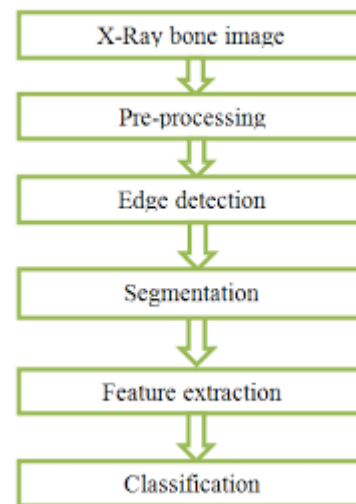 X-Ray bone image
Pre-processing
Edge detection
Segmentation
Feature extraction
Classification